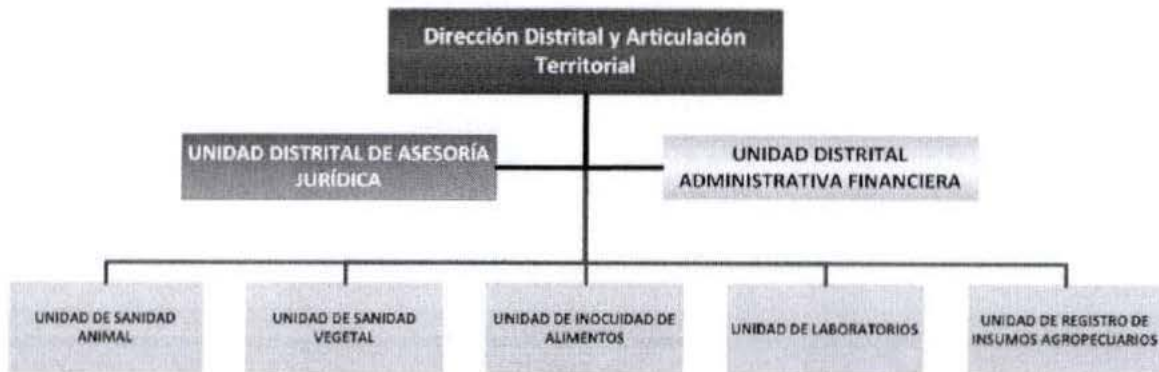 Dirección Distrital y Articulación
Territorial
UNIDAD DISTRITAL DE ASESORÍA
JURÍDICA
UNIDAD DISTRITAL
ADMINISTRATIVA FINANCIERA
UNIDAD DE SANIDAD
ANIMAL
UNIDAD DE SANIDAD
VEGETAL
UNIDAD DE INOCUIDAD DE
ALIMENTOS
UNIDAD DE LABORATORIOS
UNIDAD DE REGISTRO DE
INSUMOS AGROPECUARIOS